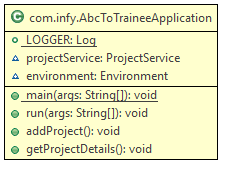 com.infy.AbcToTraineeApplication
LOGGER: Log
projectService: ProjectService
environment: Environment
main(args: String[]): void
run(args: String[]): void
addProject(): void
getProjectDetails(): void